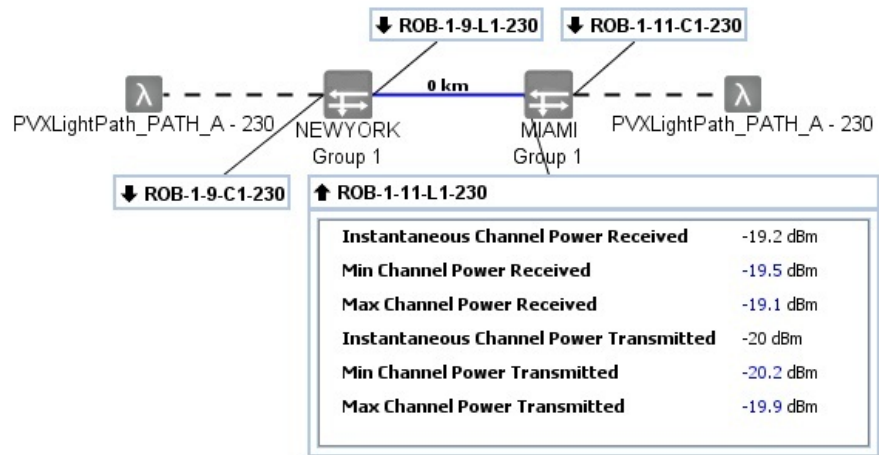 ROB-1-9-L1-230
ROB-1-11-C1-230
0 km
λ
λ
PVXLightPath_PATH_A - 230
NEWYORK
Group 1
MIAMI
Group 1
PVXLightPath_PATH_A - 230
ROB-1-9-C1-230
ROB-1-11-L1-230
Instantaneous Channel Power Received -19.2 dBm
Min Channel Power Received -19.5 dBm
Max Channel Power Received -19.1 dBm
Instantaneous Channel Power Transmitted -20 dBm
Min Channel Power Transmitted -20.2 dBm
Max Channel Power Transmitted -19.9 dBm